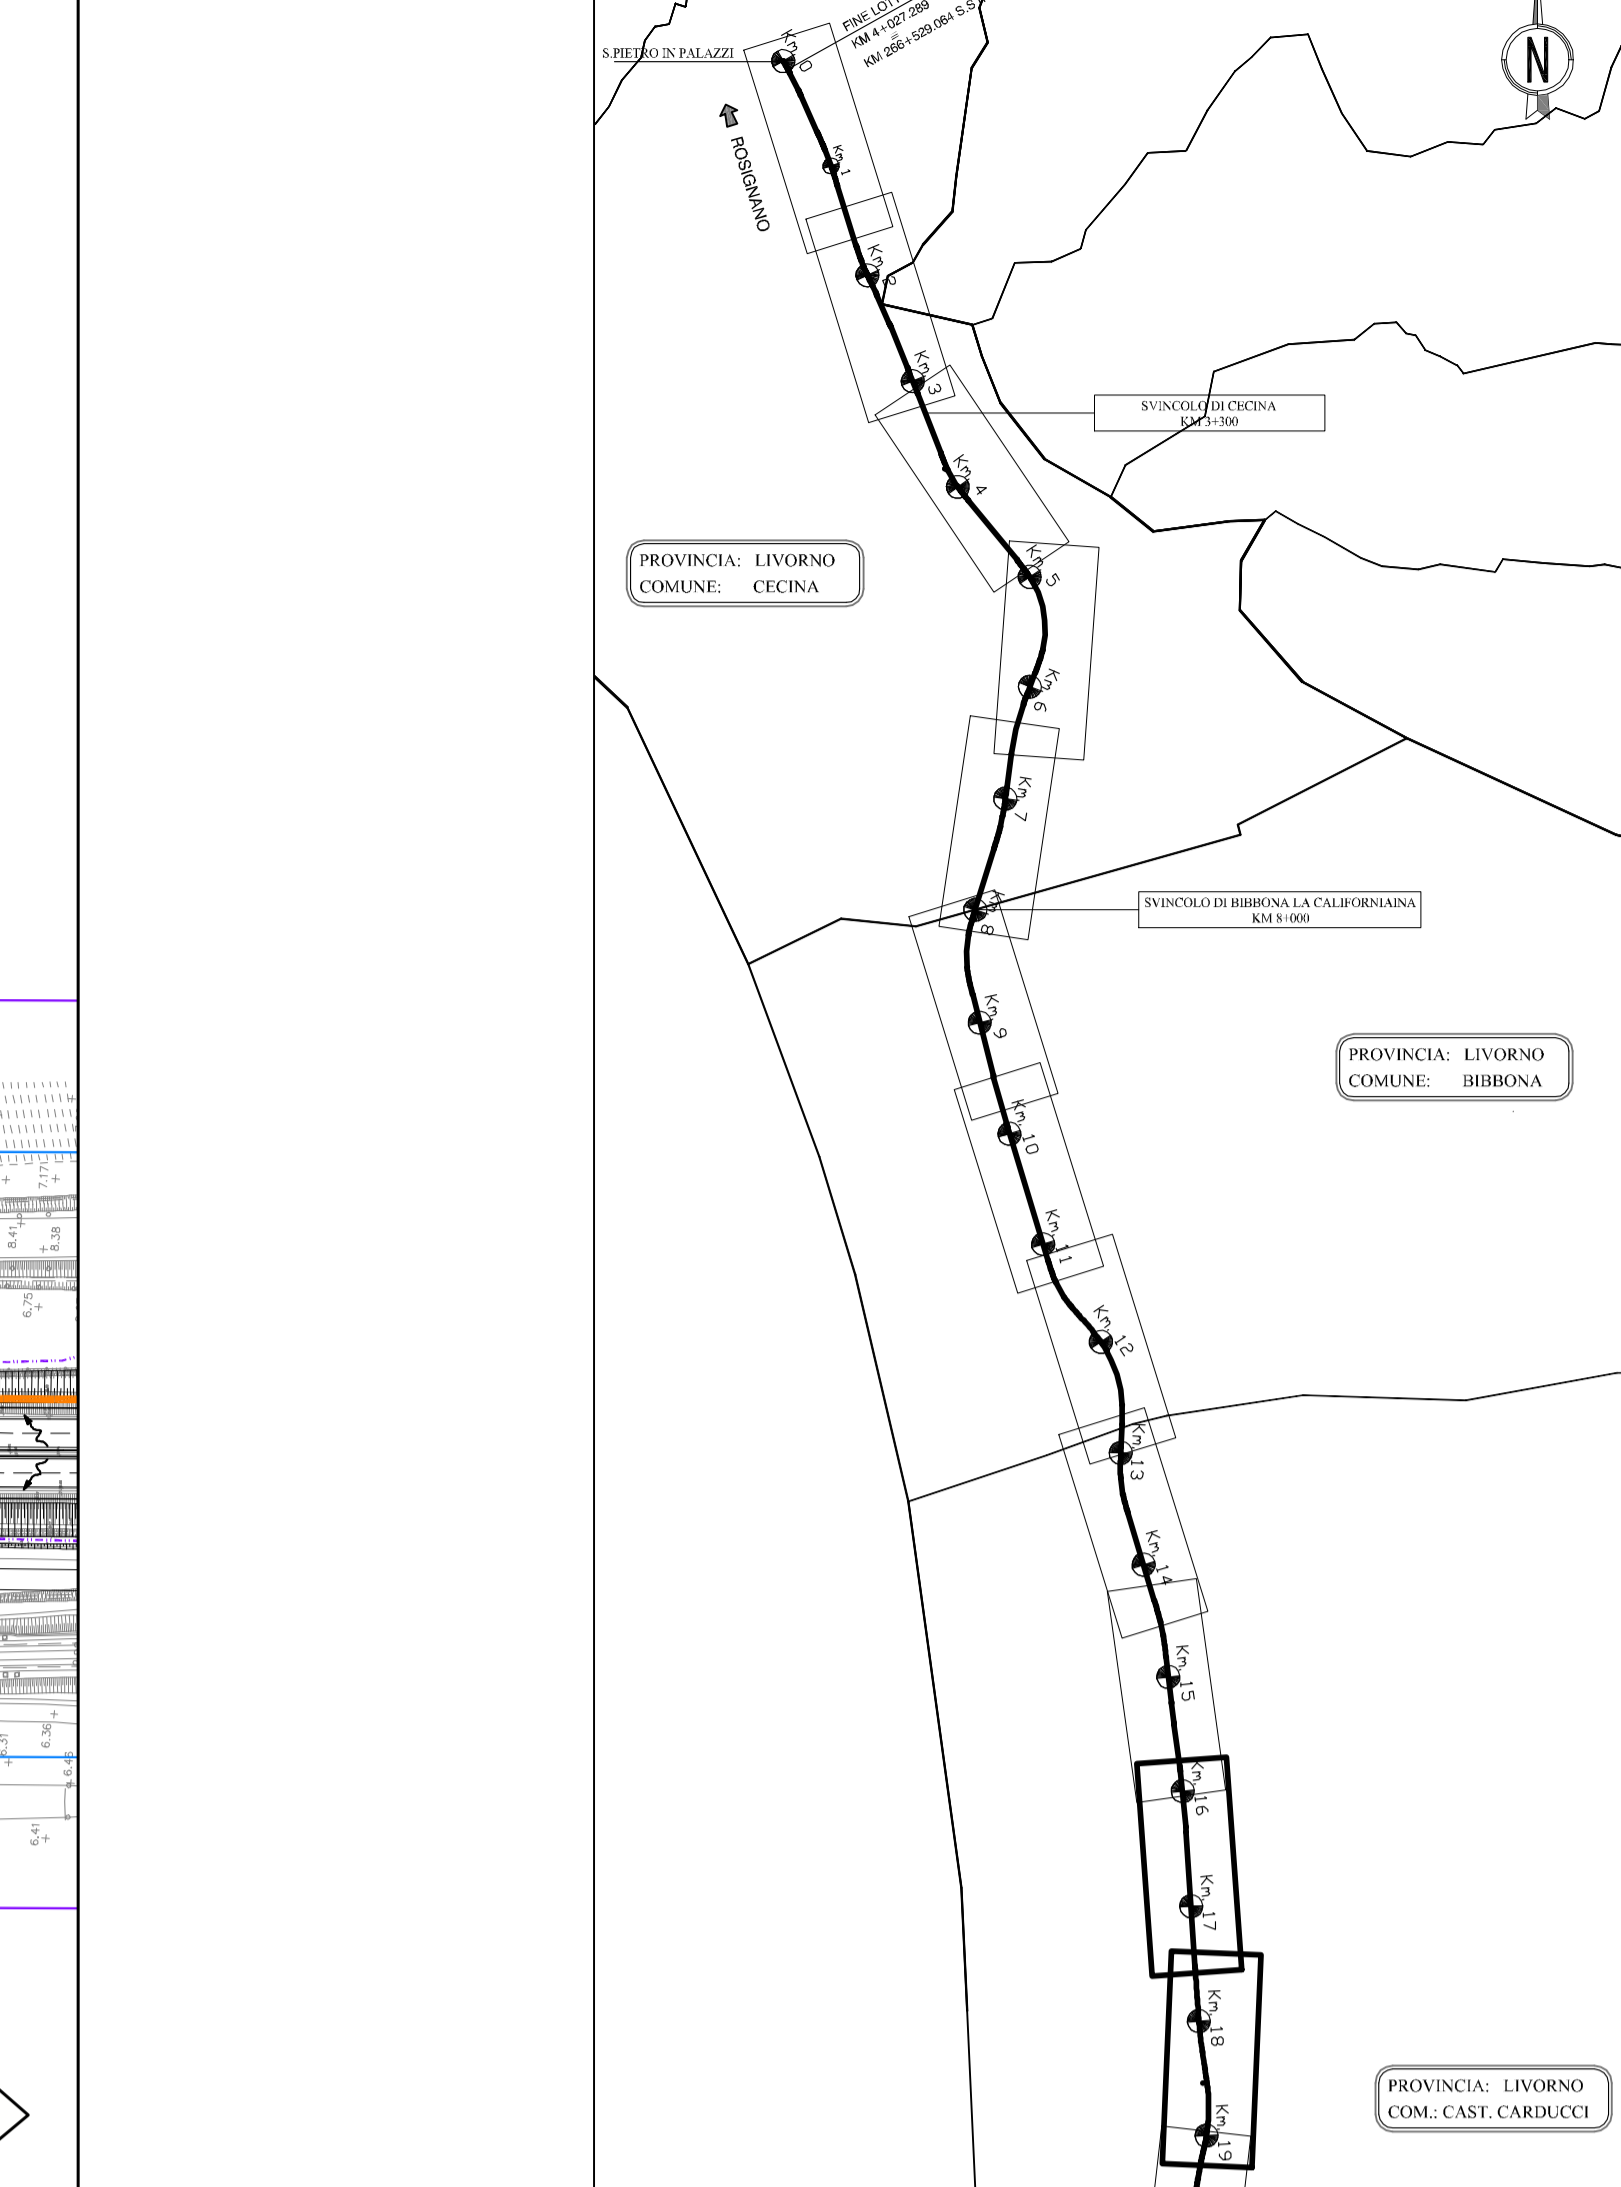 FINE LOTT
KM 4+027.289
=
KM 266+529.064 S.S.
N
S.PIETRO IN PALAZZI
Km. 0
ROSIGNANO
Km. 1
Km. 2
Km. 3
SVINCOLO DI CECINA
KM 3+300
Km. 4
PROVINCIA: LIVORNO
COMUNE: CECINA
Km. 5
Km. 6
Km. 7
SVINCOLO DI BIBBONA LA CALIFORNIAINA
KM 8+000
Km. 8
Km. 9
PROVINCIA: LIVORNO
COMUNE: BIBBONA
Km. 10
Km. 11
Km. 12
Km. 13
Km. 14
Km. 15
Km. 16
Km. 17
Km. 18
PROVINCIA: LIVORNO
COM.: CAST. CARDUCCI
Km. 19
7.17
8.41
8.38
6.75
6.36
6.31
6.46
6.41